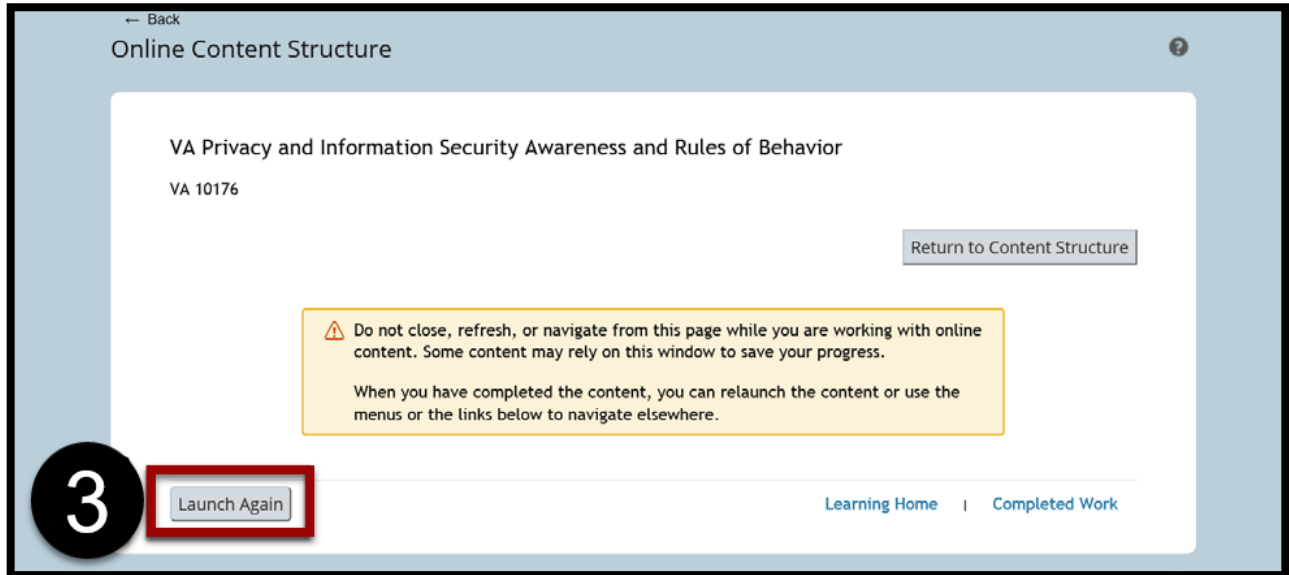 ← Back
Online Content Structure
?
VA Privacy and Information Security Awareness and Rules of Behavior
VA 10176
Return to Content Structure
Do not close, refresh, or navigate from this page while you are working with online
content. Some content may rely on this window to save your progress.
When you have completed the content, you can relaunch the content or use the
menus or the links below to navigate elsewhere.
3
Launch Again
Learning Home | Completed Work